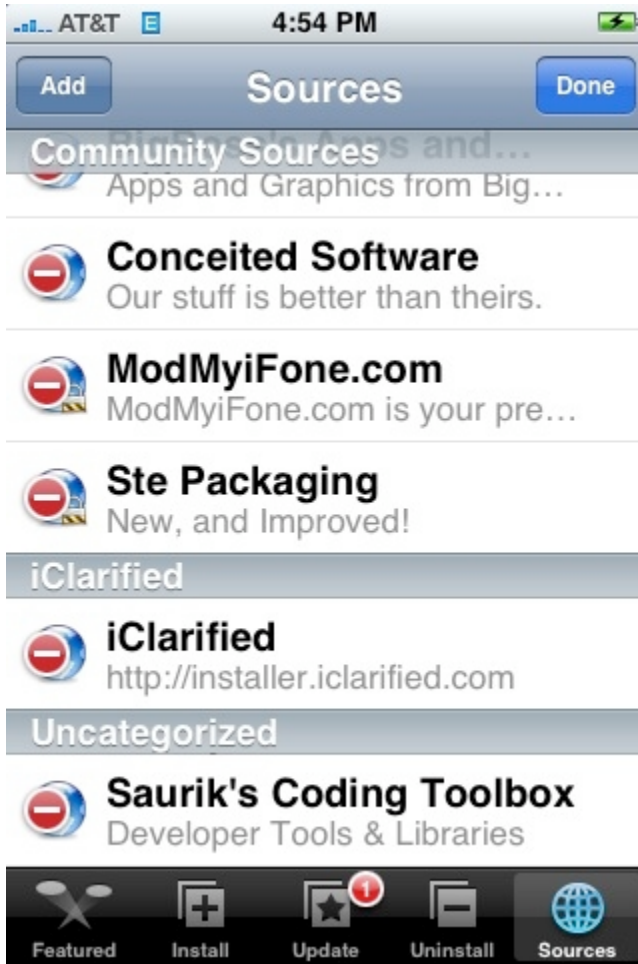 AT&T E 4:54 PM
Add Sources Done
Community Sources
Apps and Graphics from Big…
Conceited Software
Our stuff is better than theirs.
ModMyiFone.com
ModMyiFone.com is your pre…
Ste Packaging
New, and Improved!
iClarified
iClarified
http://installer.iclarified.com
Uncategorized
Saurik's Coding Toolbox
Developer Tools & Libraries
1
Featured Install Update Uninstall Sources